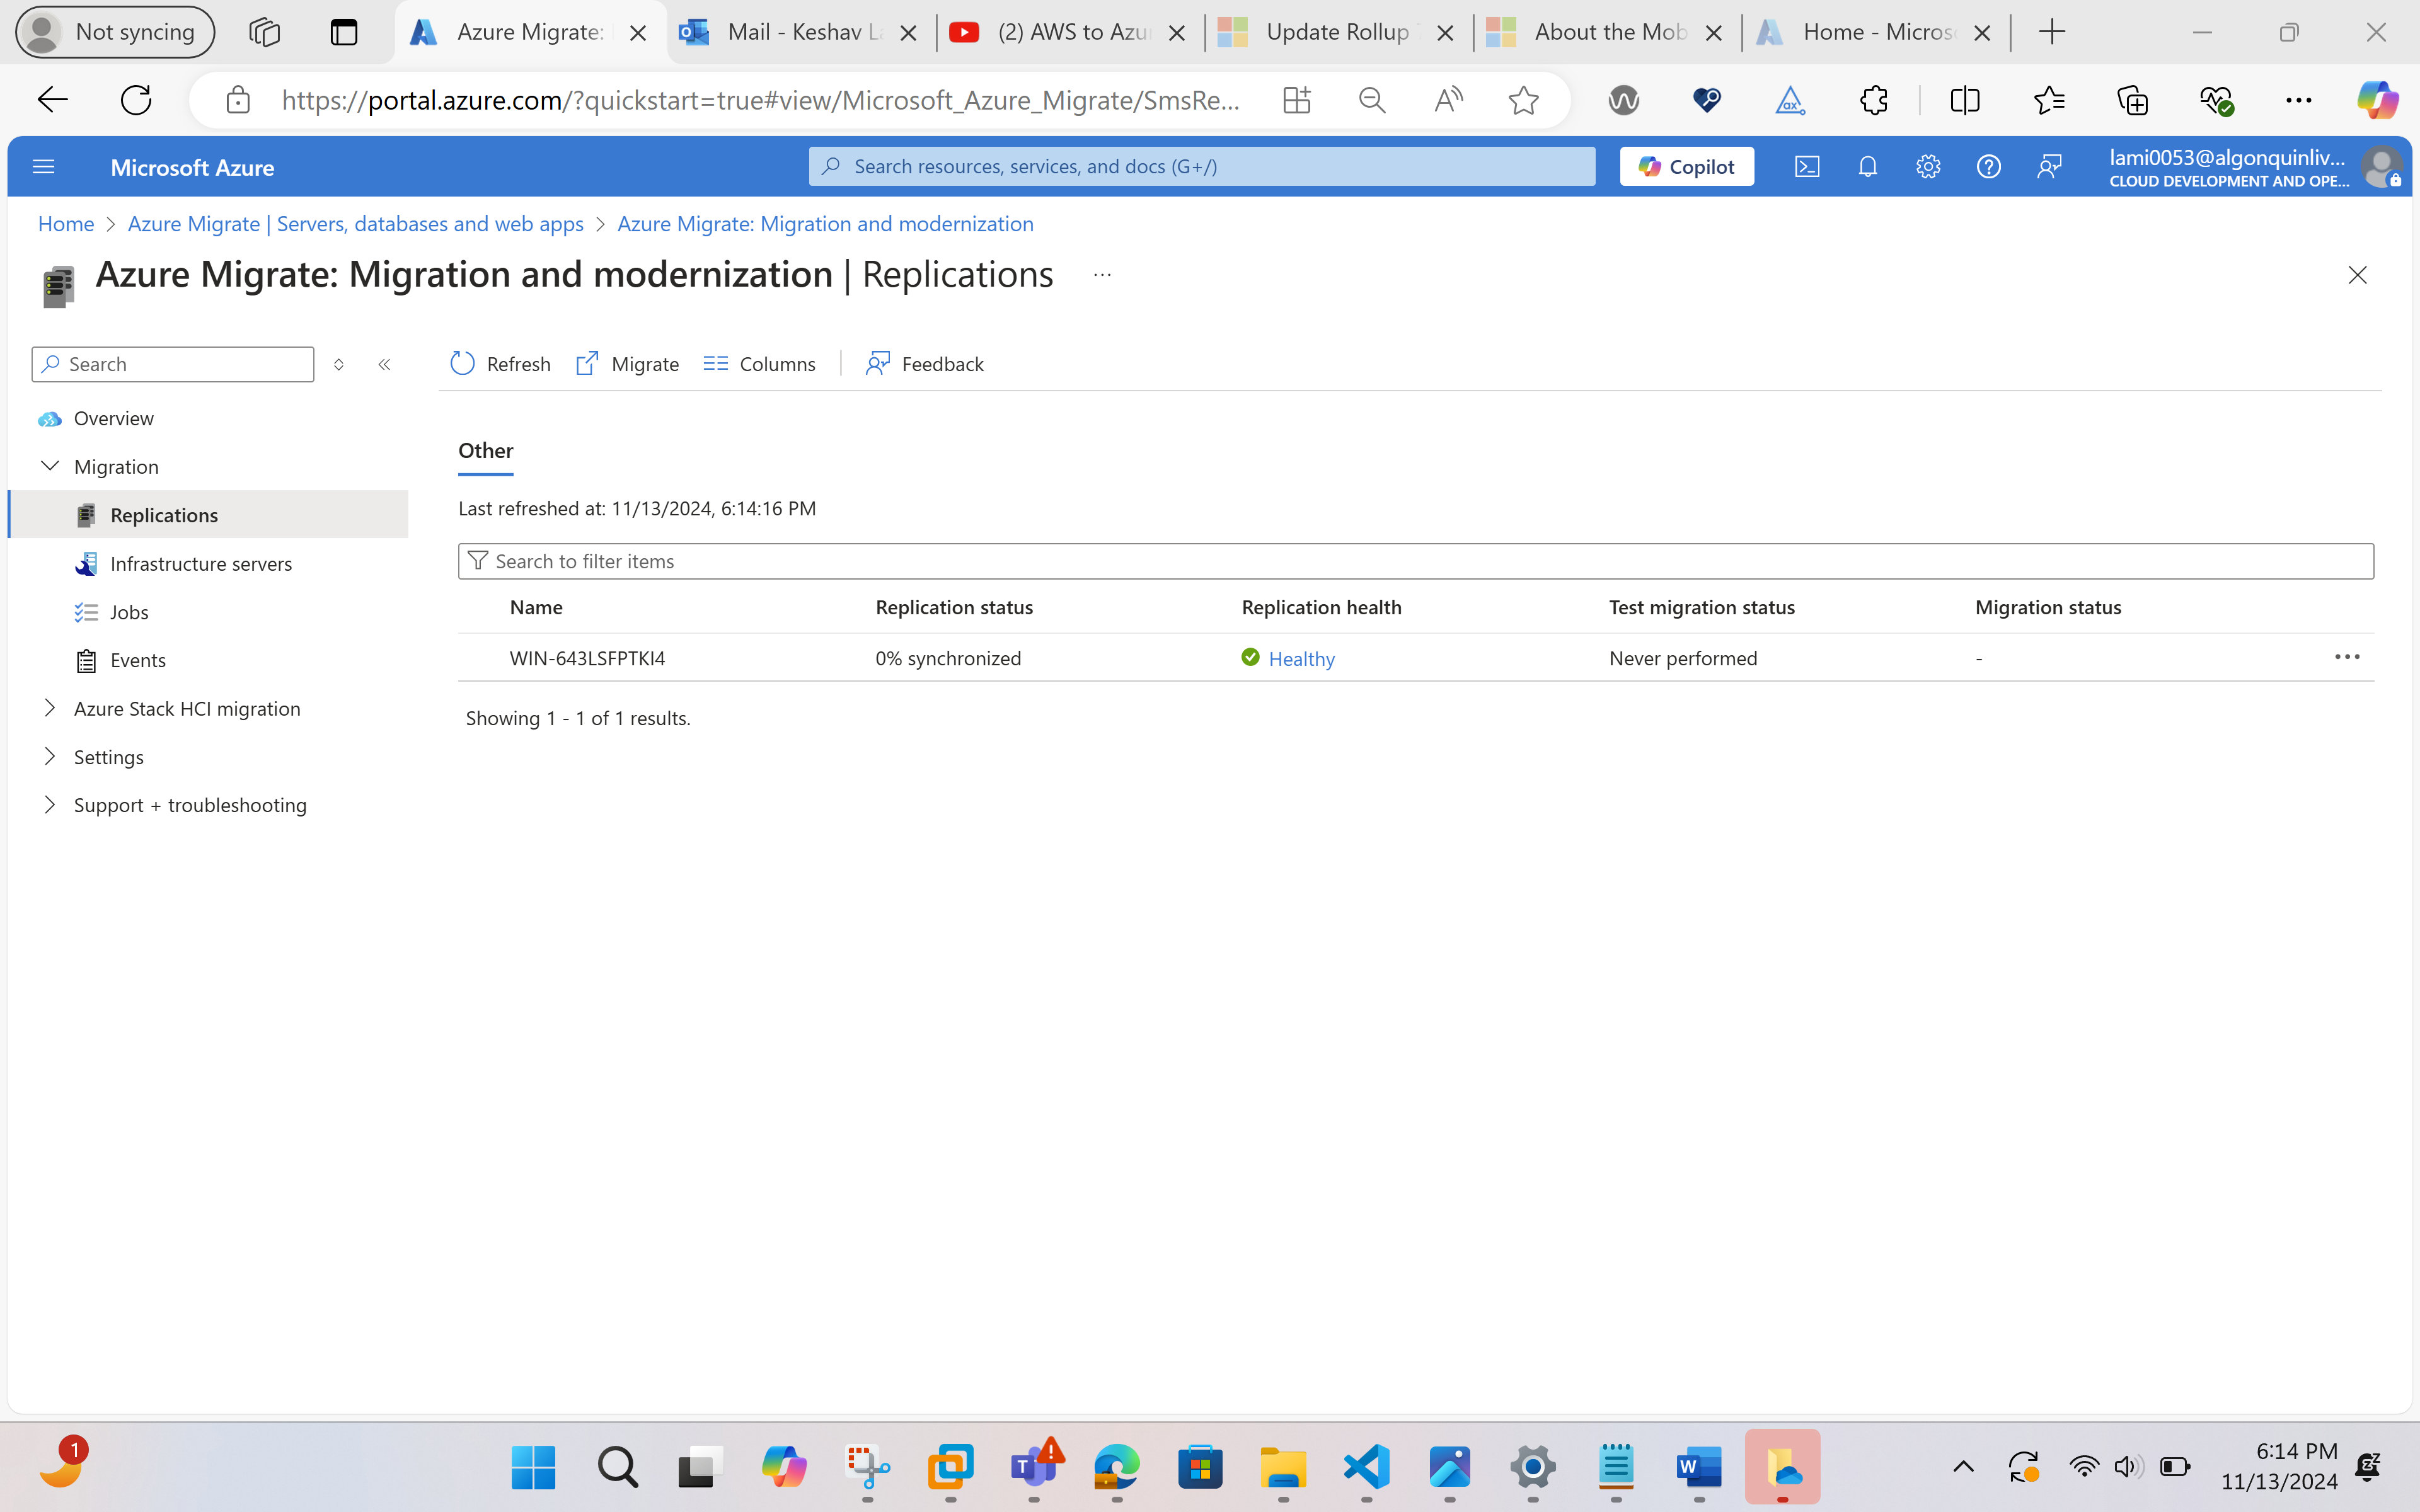 Not syncing
Azure Migrate:
Mail - Keshav La
(2) AWS to Azu
Update Rollup
About the Mob
Home - Micros
https://portal.azure.com/?quickstart=true#view/Microsoft_Azure_Migrate/SmsRe...
Microsoft Azure
Search resources, services, and docs (G+/)
Copilot
lami0053@algonquinliv...
CLOUD DEVELOPMENT AND OPE...
Home > Azure Migrate | Servers, databases and web apps > Azure Migrate: Migration and modernization
Azure Migrate: Migration and modernization | Replications ...
Search
Refresh Migrate Columns Feedback
Overview
Migration
Replications
Infrastructure servers
Jobs
Events
Azure Stack HCI migration
Settings
Support + troubleshooting
Other
Last refreshed at: 11/13/2024, 6:14:16 PM
Search to filter items
Name Replication status Replication health Test migration status Migration status
WIN-643LSFPTKI4 0% synchronized Healthy Never performed -
Showing 1 - 1 of 1 results.
1
6:14 PM
11/13/2024